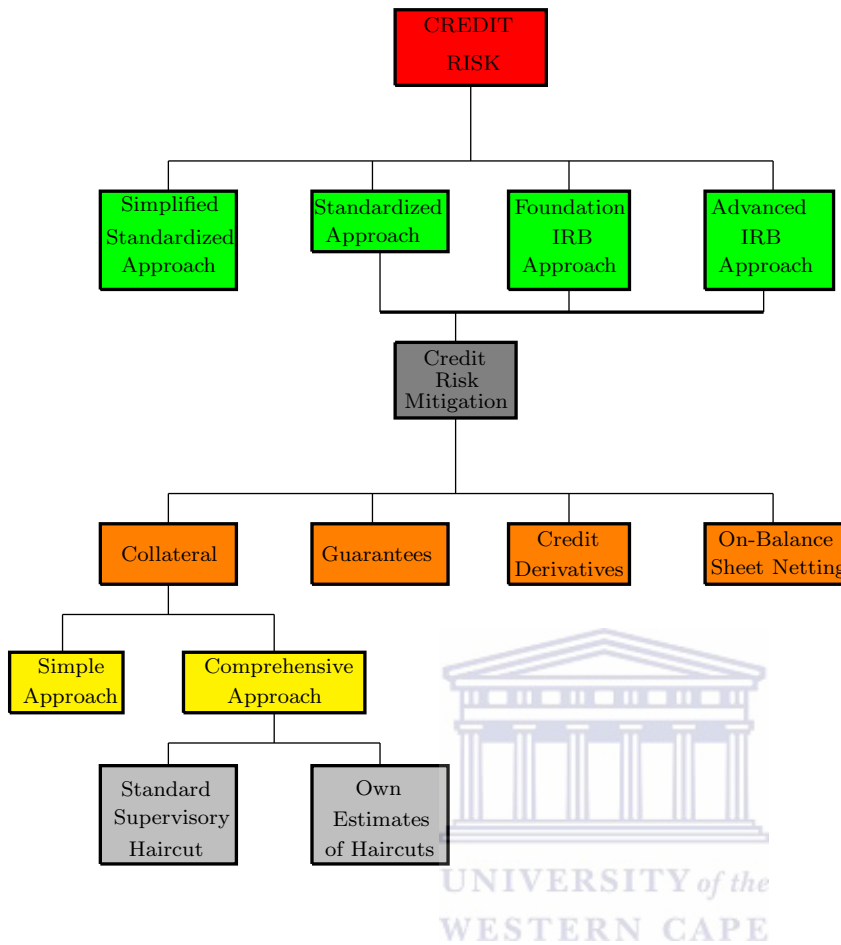 CREDIT
RISK
Simplified
Standardized
Approach
Standardized
Approach
Foundation
IRB
Approach
Advanced
IRB
Approach
Credit
Risk
Mitigation
Collateral
Guarantees
Credit
Derivatives
On-Balance
Sheet Netting
Simple
Approach
Comprehensive
Approach
Standard
Supervisory
Haircut
Own
Estimates
of Haircuts
UNIVERSITY of the
WESTERN CAPE